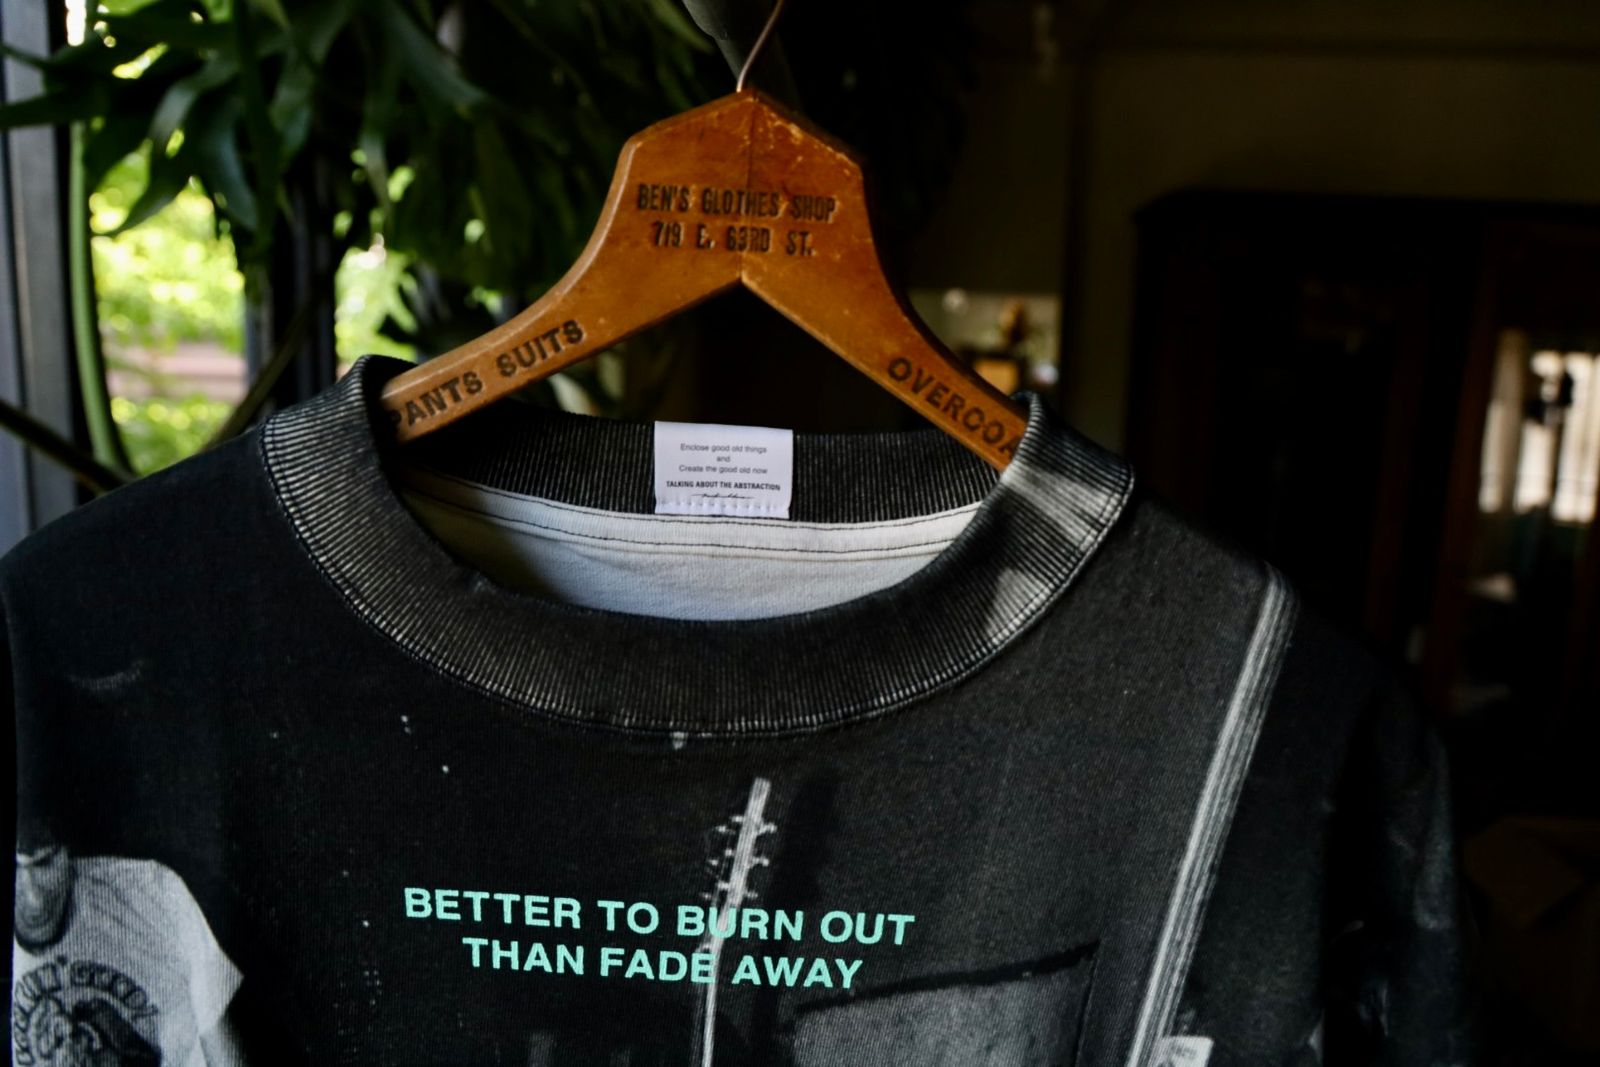 BEN'S CLOTHES SHOP
719 E. 63RD ST.
PANTS SUITS
OVERCOA
Enclose good old things
and
Create the good old now
TALKING ABOUT THE ABSTRACTION
BETTER TO BURN OUT
THAN FADE AWAY